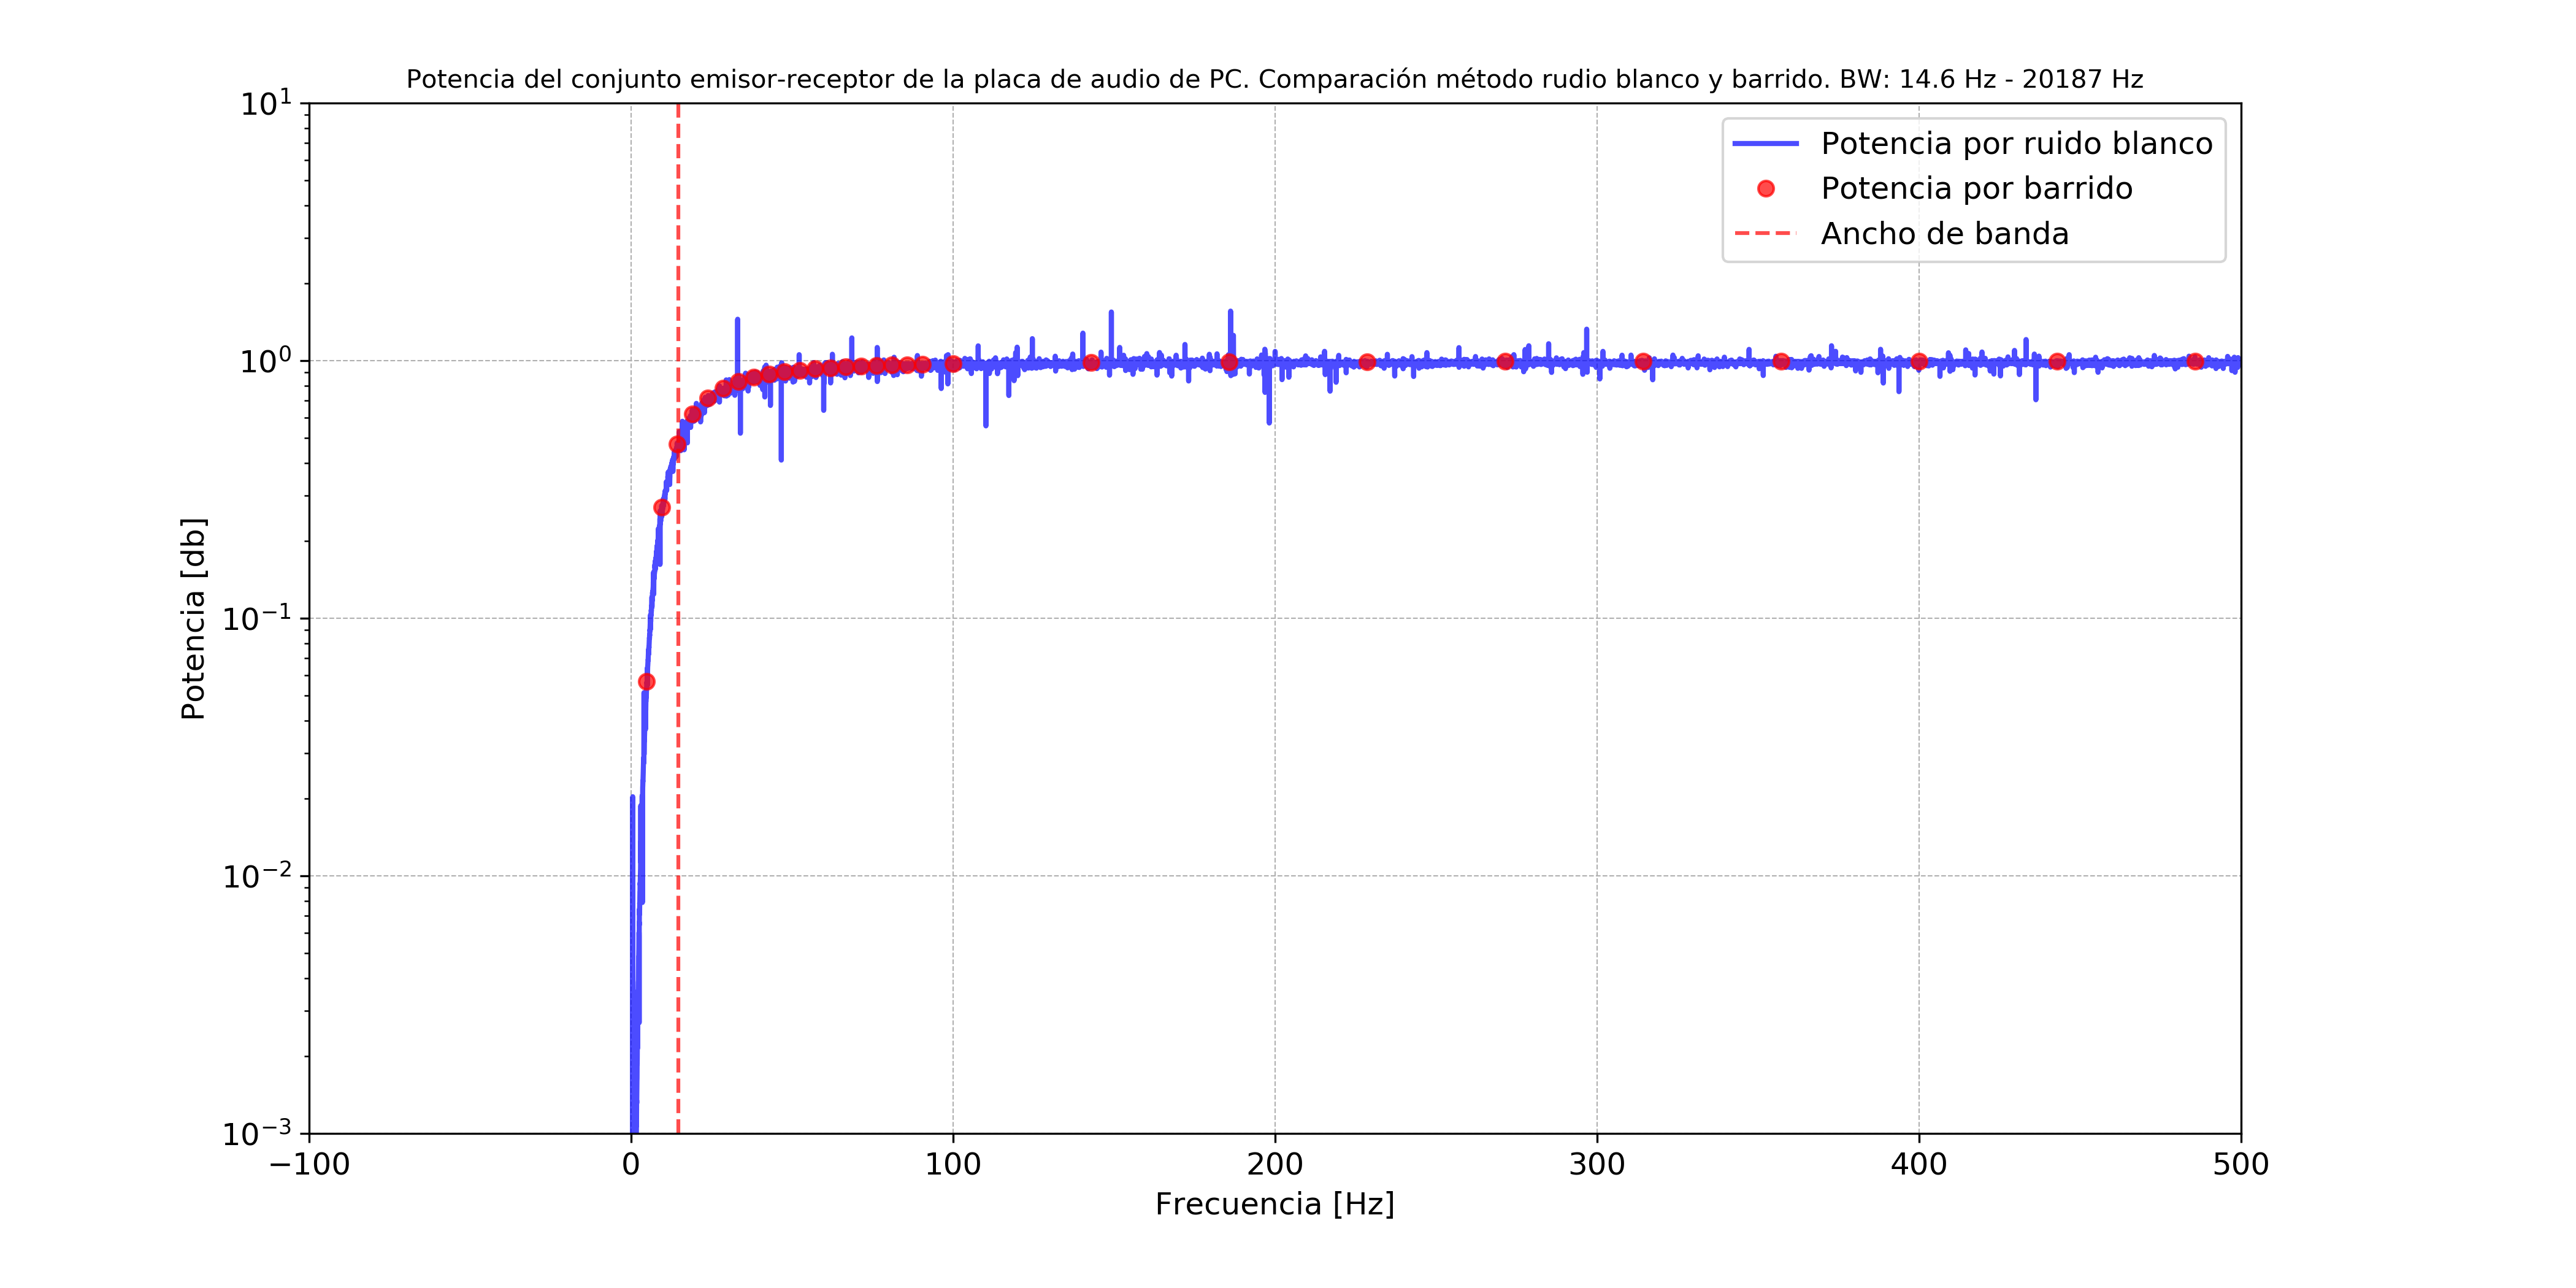 Potencia del conjunto emisor-receptor de la placa de audio de PC. Comparación método rudio blanco y barrido. BW: 14.6 Hz - 20187 Hz
Potencia por ruido blanco
Potencia por barrido
Ancho de banda
Potencia [db]
10¹
10⁰
10⁻¹
10⁻²
10⁻³
−100 0 100 200 300 400 500
Frecuencia [Hz]